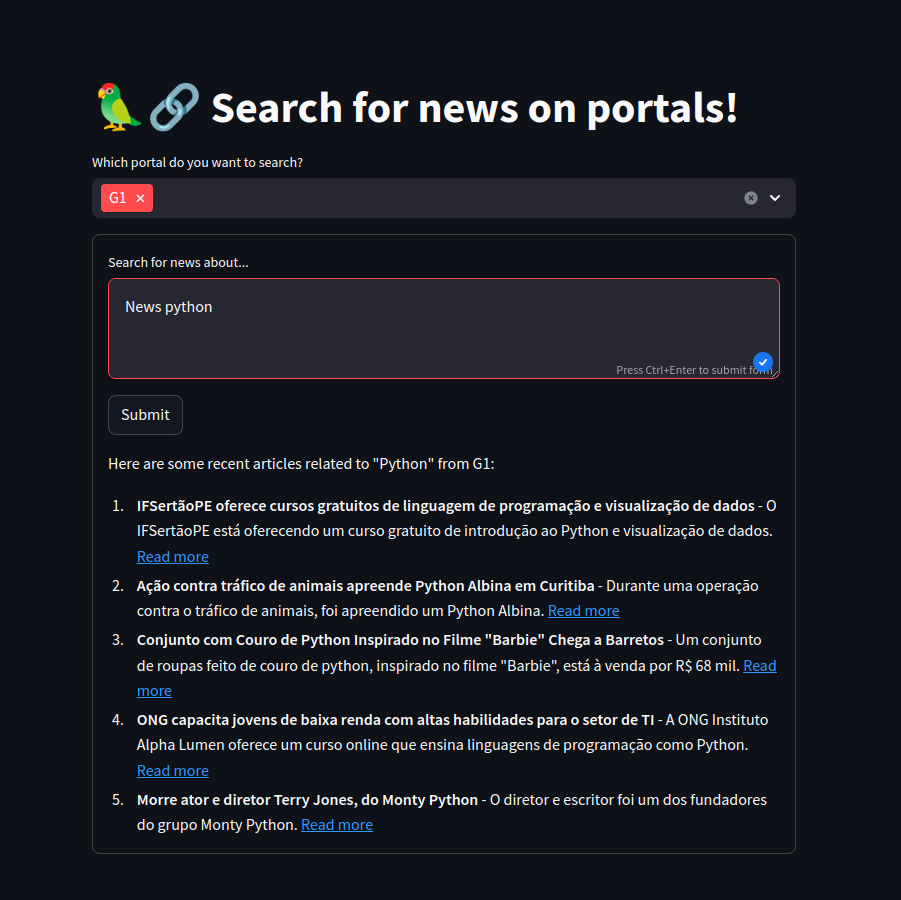 🦜🔗 Search for news on portals!
Which portal do you want to search?
G1
Search for news about...
News python
Press Ctrl+Enter to submit form
Submit
Here are some recent articles related to "Python" from G1:
1. IFSertãoPE oferece cursos gratuitos de linguagem de programação e visualização de dados - O
IFSertãoPE está oferecendo um curso gratuito de introdução ao Python e visualização de dados.
Read more
2. Ação contra tráfico de animais apreende Python Albina em Curitiba - Durante uma operação
contra o tráfico de animais, foi apreendido um Python Albina. Read more
3. Conjunto com Couro de Python Inspirado no Filme "Barbie" Chega a Barretos - Um conjunto
de roupas feito de couro de python, inspirado no filme "Barbie", está à venda por R$ 68 mil. Read
more
4. ONG capacita jovens de baixa renda com altas habilidades para o setor de TI - A ONG Instituto
Alpha Lumen oferece um curso online que ensina linguagens de programação como Python.
Read more
5. Morre ator e diretor Terry Jones, do Monty Python - O diretor e escritor foi um dos fundadores
do grupo Monty Python. Read more